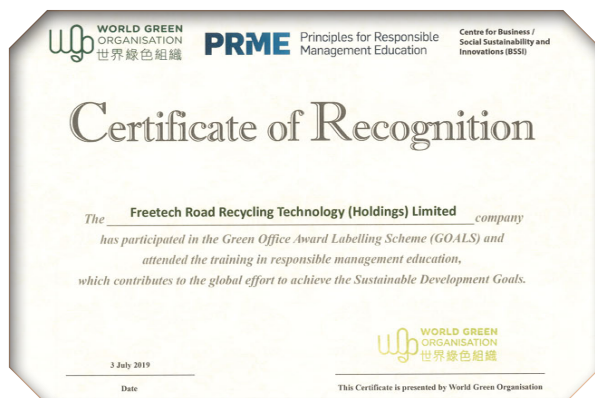 WORLD GREEN
ORGANISATION
世界綠色組織
PRiME
Principles for Responsible
Management Education
Centre for Business /
Social Sustainability and
Innovations (BSSI)
Certificate of Recognition
The Freetech Road Recycling Technology (Holdings) Limited company
has participated in the Green Office Award Labelling Scheme (GOALS) and
attended the training in responsible management education,
which contributes to the global effort to achieve the Sustainable Development Goals.
WORLD GREEN
ORGANISATION
世界綠色組織
3 July 2019
Date
This Certificate is presented by World Green Organisation